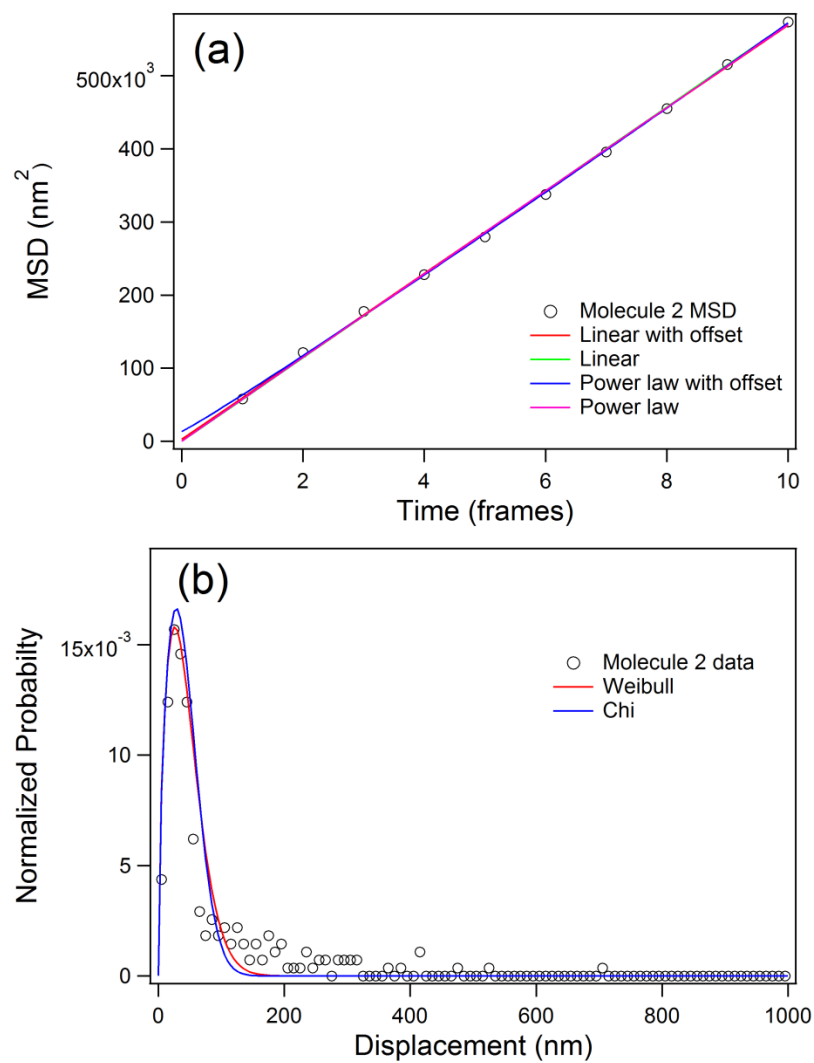 (a)
500x10³
400
300
200
100
0
MSD (nm²)
Molecule 2 MSD
Linear with offset
Linear
Power law with offset
Power law
0 2 4 6 8 10
Time (frames)
(b)
15x10⁻³
10
5
0
Normalized Probabilty
Molecule 2 data
Weibull
Chi
0 200 400 600 800 1000
Displacement (nm)